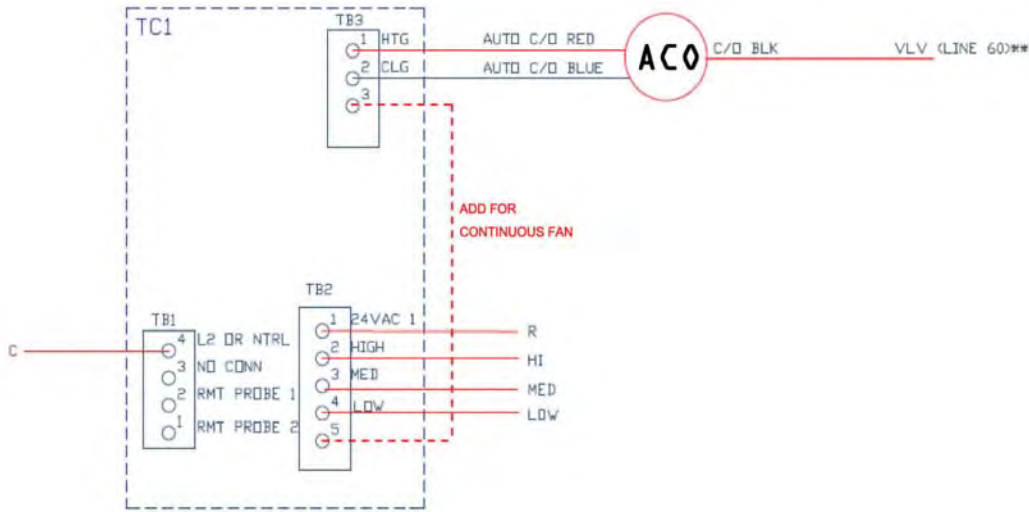 TC1
TB3
1 HTG
2 CLG
3
AUTO C/O RED
AUTO C/O BLUE
ACO
C/O BLK
VLV (LINE 60)**
ADD FOR
CONTINUOUS FAN
TB2
1 24VAC 1
2 HIGH
3 MED
4 LOW
5
R
HI
MED
LOW
TB1
4 L2 OR NTRL
3 NO CONN
2 RMT PROBE 1
1 RMT PROBE 2
C